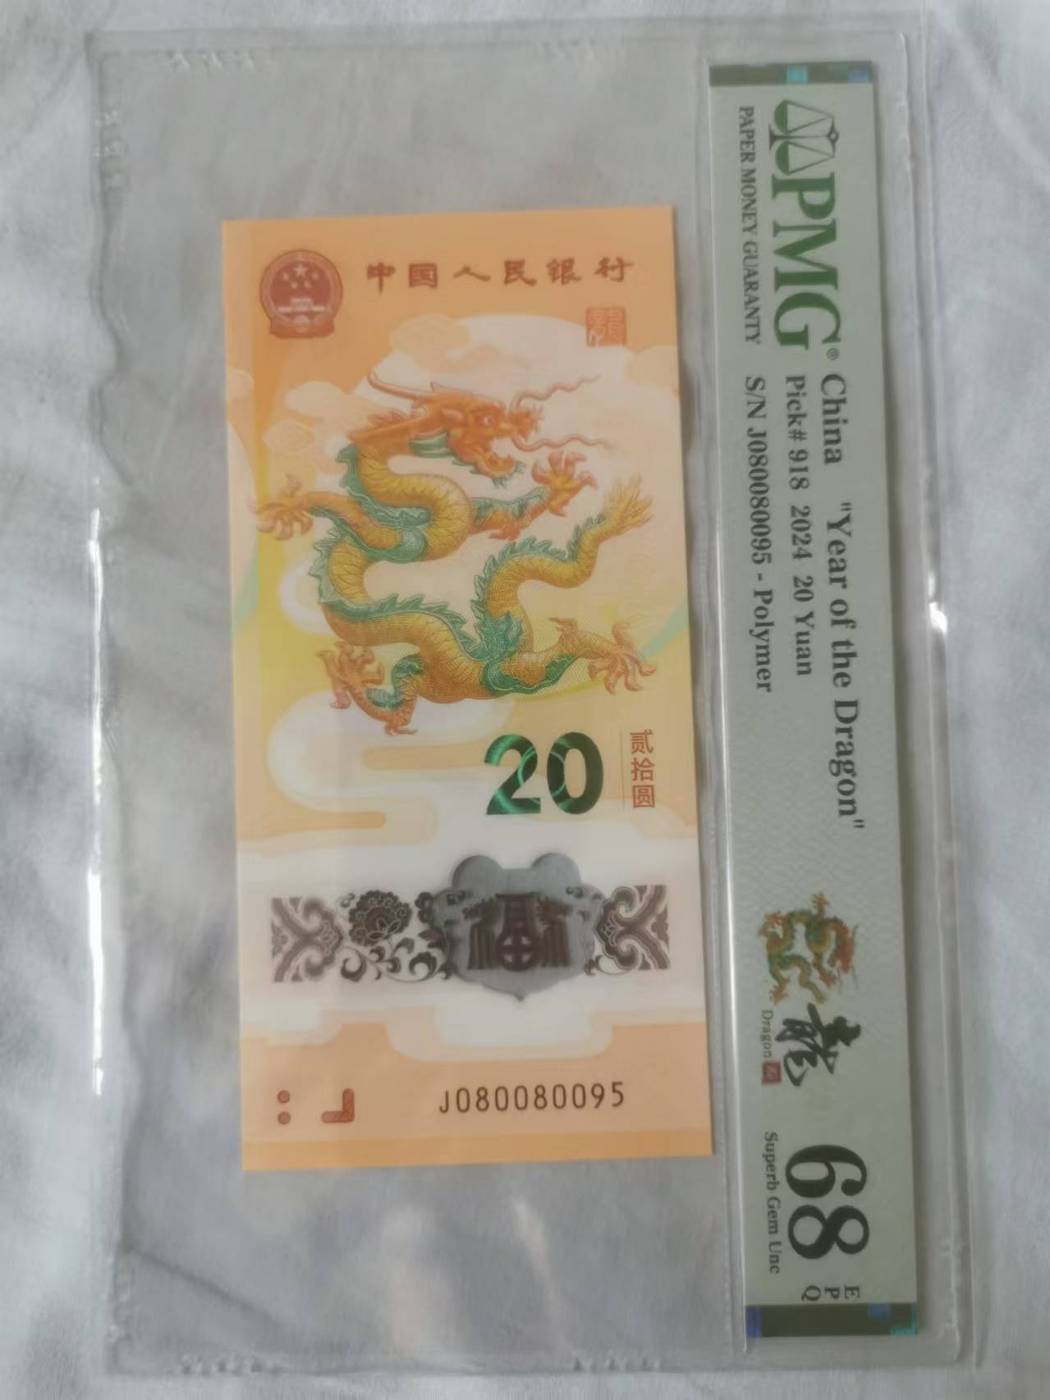 中国人民银行
贰拾圆
20
J080080095
PMG®
PAPER MONEY GUARANTY
China "Year of the Dragon"
Pick# 918 2024 20 Yuan
S/N J080080095 - Polymer
龍
Dragon
68
EPQ
Superb Gem Unc